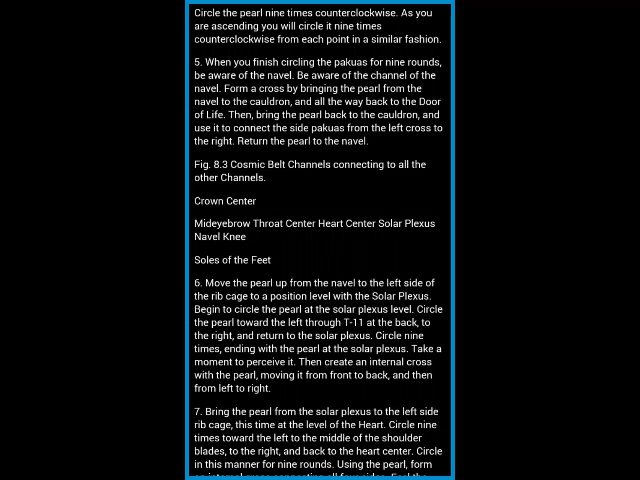 Circle the pearl nine times counterclockwise. As you
are ascending you will circle it nine times
counterclockwise from each point in a similar fashion.
5. When you finish circling the pakuas for nine rounds,
be aware of the navel. Be aware of the channel of the
navel. Form a cross by bringing the pearl from the
navel to the cauldron, and all the way back to the Door
of Life. Then, bring the pearl back to the cauldron, and
use it to connect the side pakuas from the left cross to
the right. Return the pearl to the navel.
Fig. 8.3 Cosmic Belt Channels connecting to all the
other Channels.
Crown Center
Mideyebrow Throat Center Heart Center Solar Plexus
Navel Knee
Soles of the Feet
6. Move the pearl up from the navel to the left side of
the rib cage to a position level with the Solar Plexus.
Begin to circle the pearl at the solar plexus level. Circle
the pearl toward the left through T-11 at the back, to
the right, and return to the solar plexus. Circle nine
times, ending with the pearl at the solar plexus. Take a
moment to perceive it. Then create an internal cross
with the pearl, moving it from front to back, and then
from left to right.
7. Bring the pearl from the solar plexus to the left side
rib cage, this time at the level of the Heart. Circle nine
times toward the left to the middle of the shoulder
blades, to the right, and back to the heart center. Circle
in this manner for nine rounds. Using the pearl, form
an internal cross connecting all four sides. Feel the